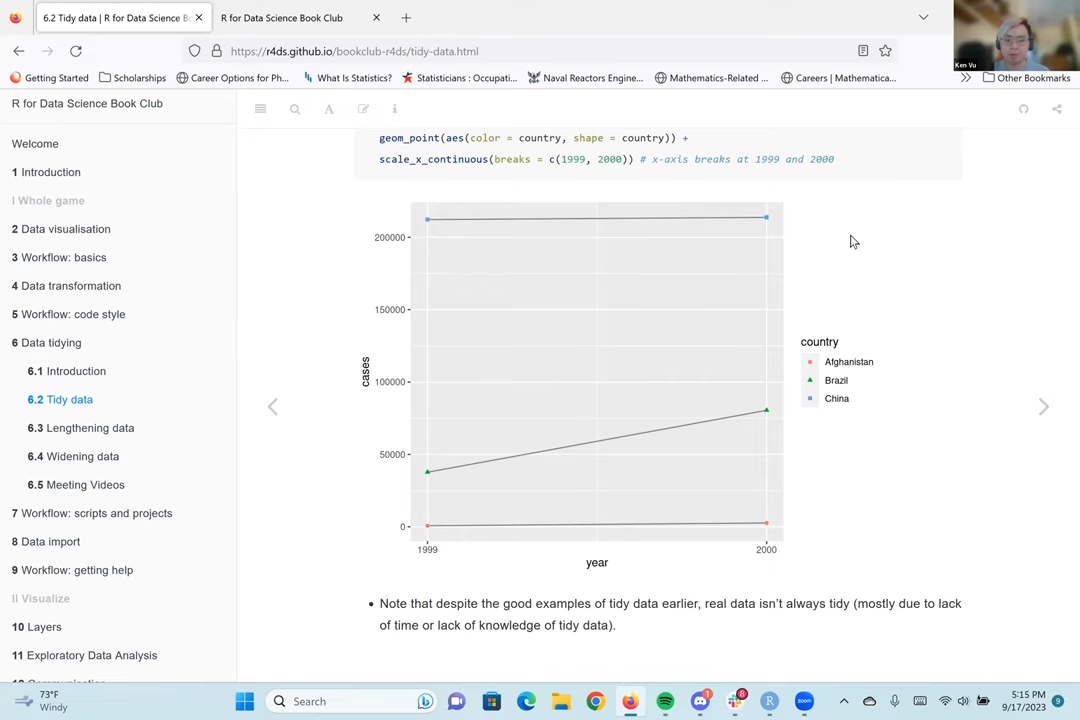 6.2 Tidy data | R for Data Science Bo
R for Data Science Book Club
https://r4ds.github.io/bookclub-r4ds/tidy-data.html
Getting Started
Scholarships
Career Options for Ph...
What Is Statistics?
Statisticians : Occupati...
Naval Reactors Engine...
Mathematics-Related ...
Careers | Mathematica...
Other Bookmarks
Ken Vu
R for Data Science Book Club
Welcome
1 Introduction
I Whole game
2 Data visualisation
3 Workflow: basics
4 Data transformation
5 Workflow: code style
6 Data tidying
6.1 Introduction
6.2 Tidy data
6.3 Lengthening data
6.4 Widening data
6.5 Meeting Videos
7 Workflow: scripts and projects
8 Data import
9 Workflow: getting help
II Visualize
10 Layers
11 Exploratory Data Analysis
geom_point(aes(color = country, shape = country)) +
scale_x_continuous(breaks = c(1999, 2000)) # x-axis breaks at 1999 and 2000
200000
150000
100000
50000
0
cases
1999
2000
year
country
Afghanistan
Brazil
China
• Note that despite the good examples of tidy data earlier, real data isn't always tidy (mostly due to lack
of time or lack of knowledge of tidy data).
73°F
Windy
Search
1
8
5:15 PM
9/17/2023
9